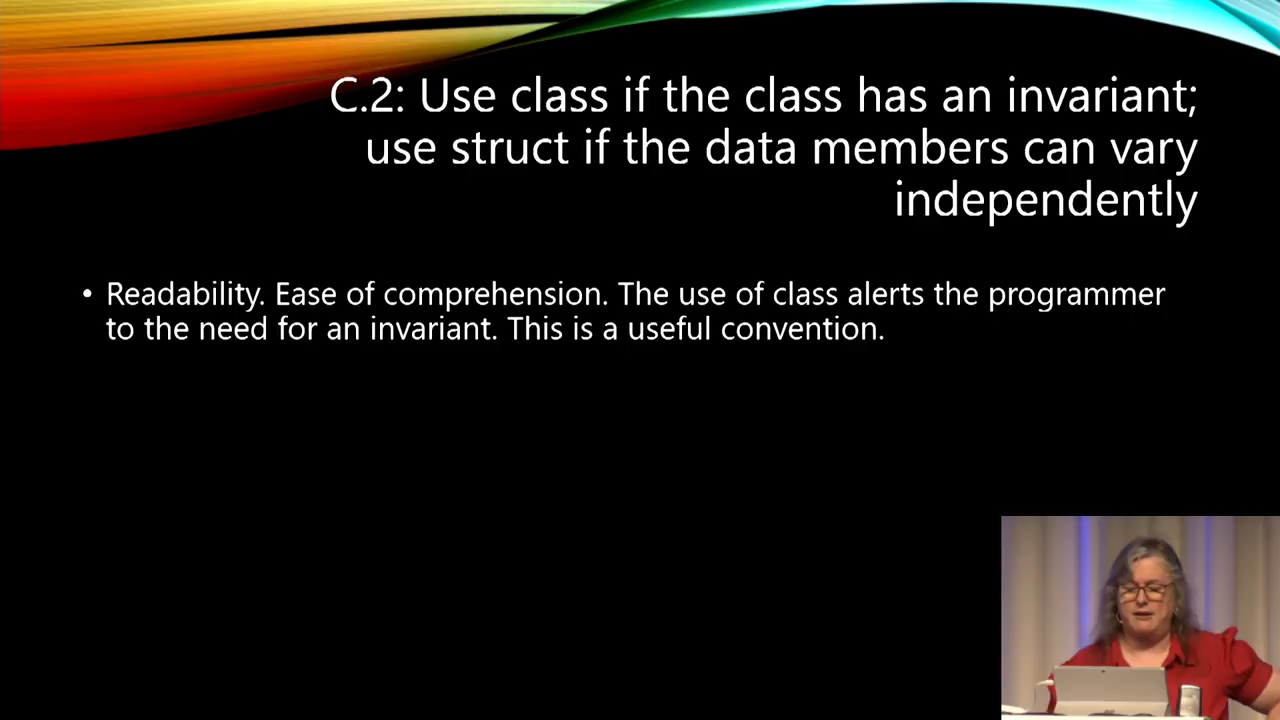 C.2: Use class if the class has an invariant;
use struct if the data members can vary
independently
• Readability. Ease of comprehension. The use of class alerts the programmer
to the need for an invariant. This is a useful convention.